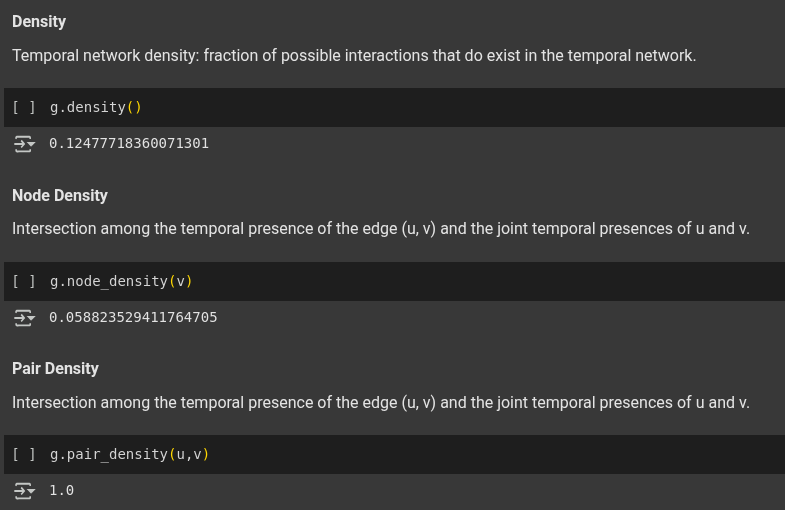 Density
Temporal network density: fraction of possible interactions that do exist in the temporal network.
[ ] g.density()
0.12477718360071301
Node Density
Intersection among the temporal presence of the edge (u, v) and the joint temporal presences of u and v.
[ ] g.node_density(v)
0.058823529411764705
Pair Density
Intersection among the temporal presence of the edge (u, v) and the joint temporal presences of u and v.
[ ] g.pair_density(u,v)
1.0